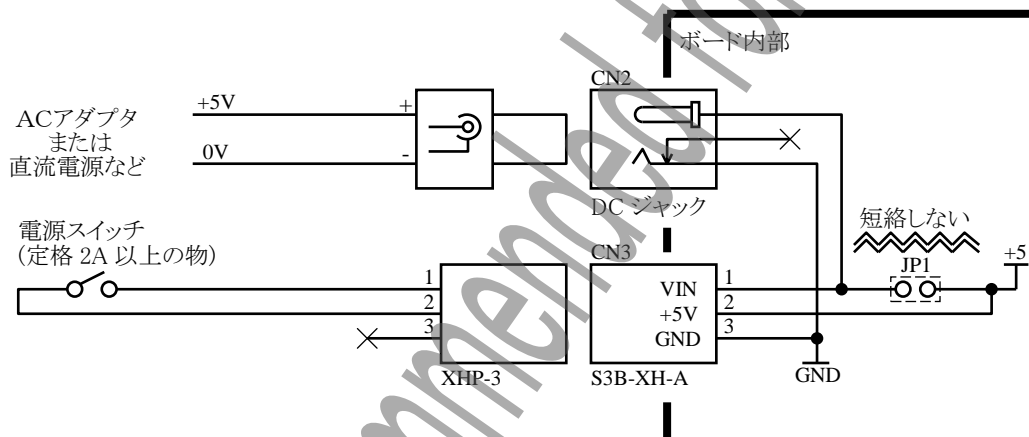 ボード内部
CN2
ACアダプタ
または
直流電源など
+5V
+
0V
-
DC ジャック
電源スイッチ
(定格 2A 以上の物)
短絡しない
CN3
JP1
+5
1
VIN
1
2
+5V
2
3
GND
3
XHP-3
S3B-XH-A
GND
mmended fo